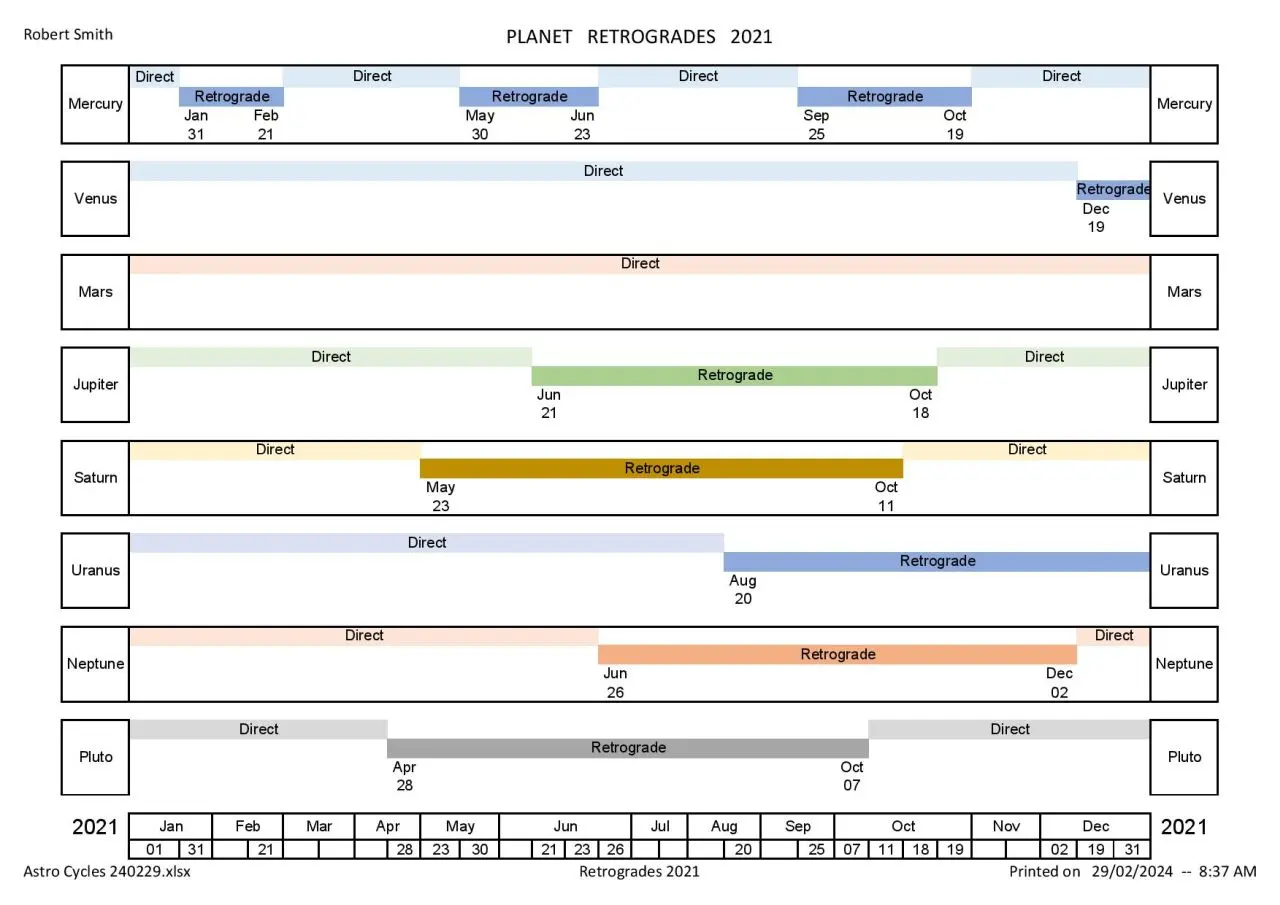 Robert Smith
PLANET RETROGRADES 2021
Direct Direct Direct Direct
Mercury Retrograde Retrograde Retrograde Mercury
Jan Feb May Jun Sep Oct
31 21 30 23 25 19
Direct
Venus Retrograde Venus
Dec
19
Direct
Mars Mars
Direct Direct
Jupiter Retrograde Jupiter
Jun Oct
21 18
Direct Direct
Saturn Retrograde Saturn
May Oct
23 11
Direct
Uranus Retrograde Uranus
Aug
20
Direct Direct
Neptune Retrograde Neptune
Jun Dec
26 02
Direct Direct
Pluto Retrograde Pluto
Apr Oct
28 07
2021 Jan Feb Mar Apr May Jun Jul Aug Sep Oct Nov Dec 2021
01 31 21 28 23 30 21 23 26 20 25 07 11 18 19 02 19 31
Astro Cycles 240229.xlsx Retrogrades 2021 Printed on 29/02/2024 -- 8:37 AM